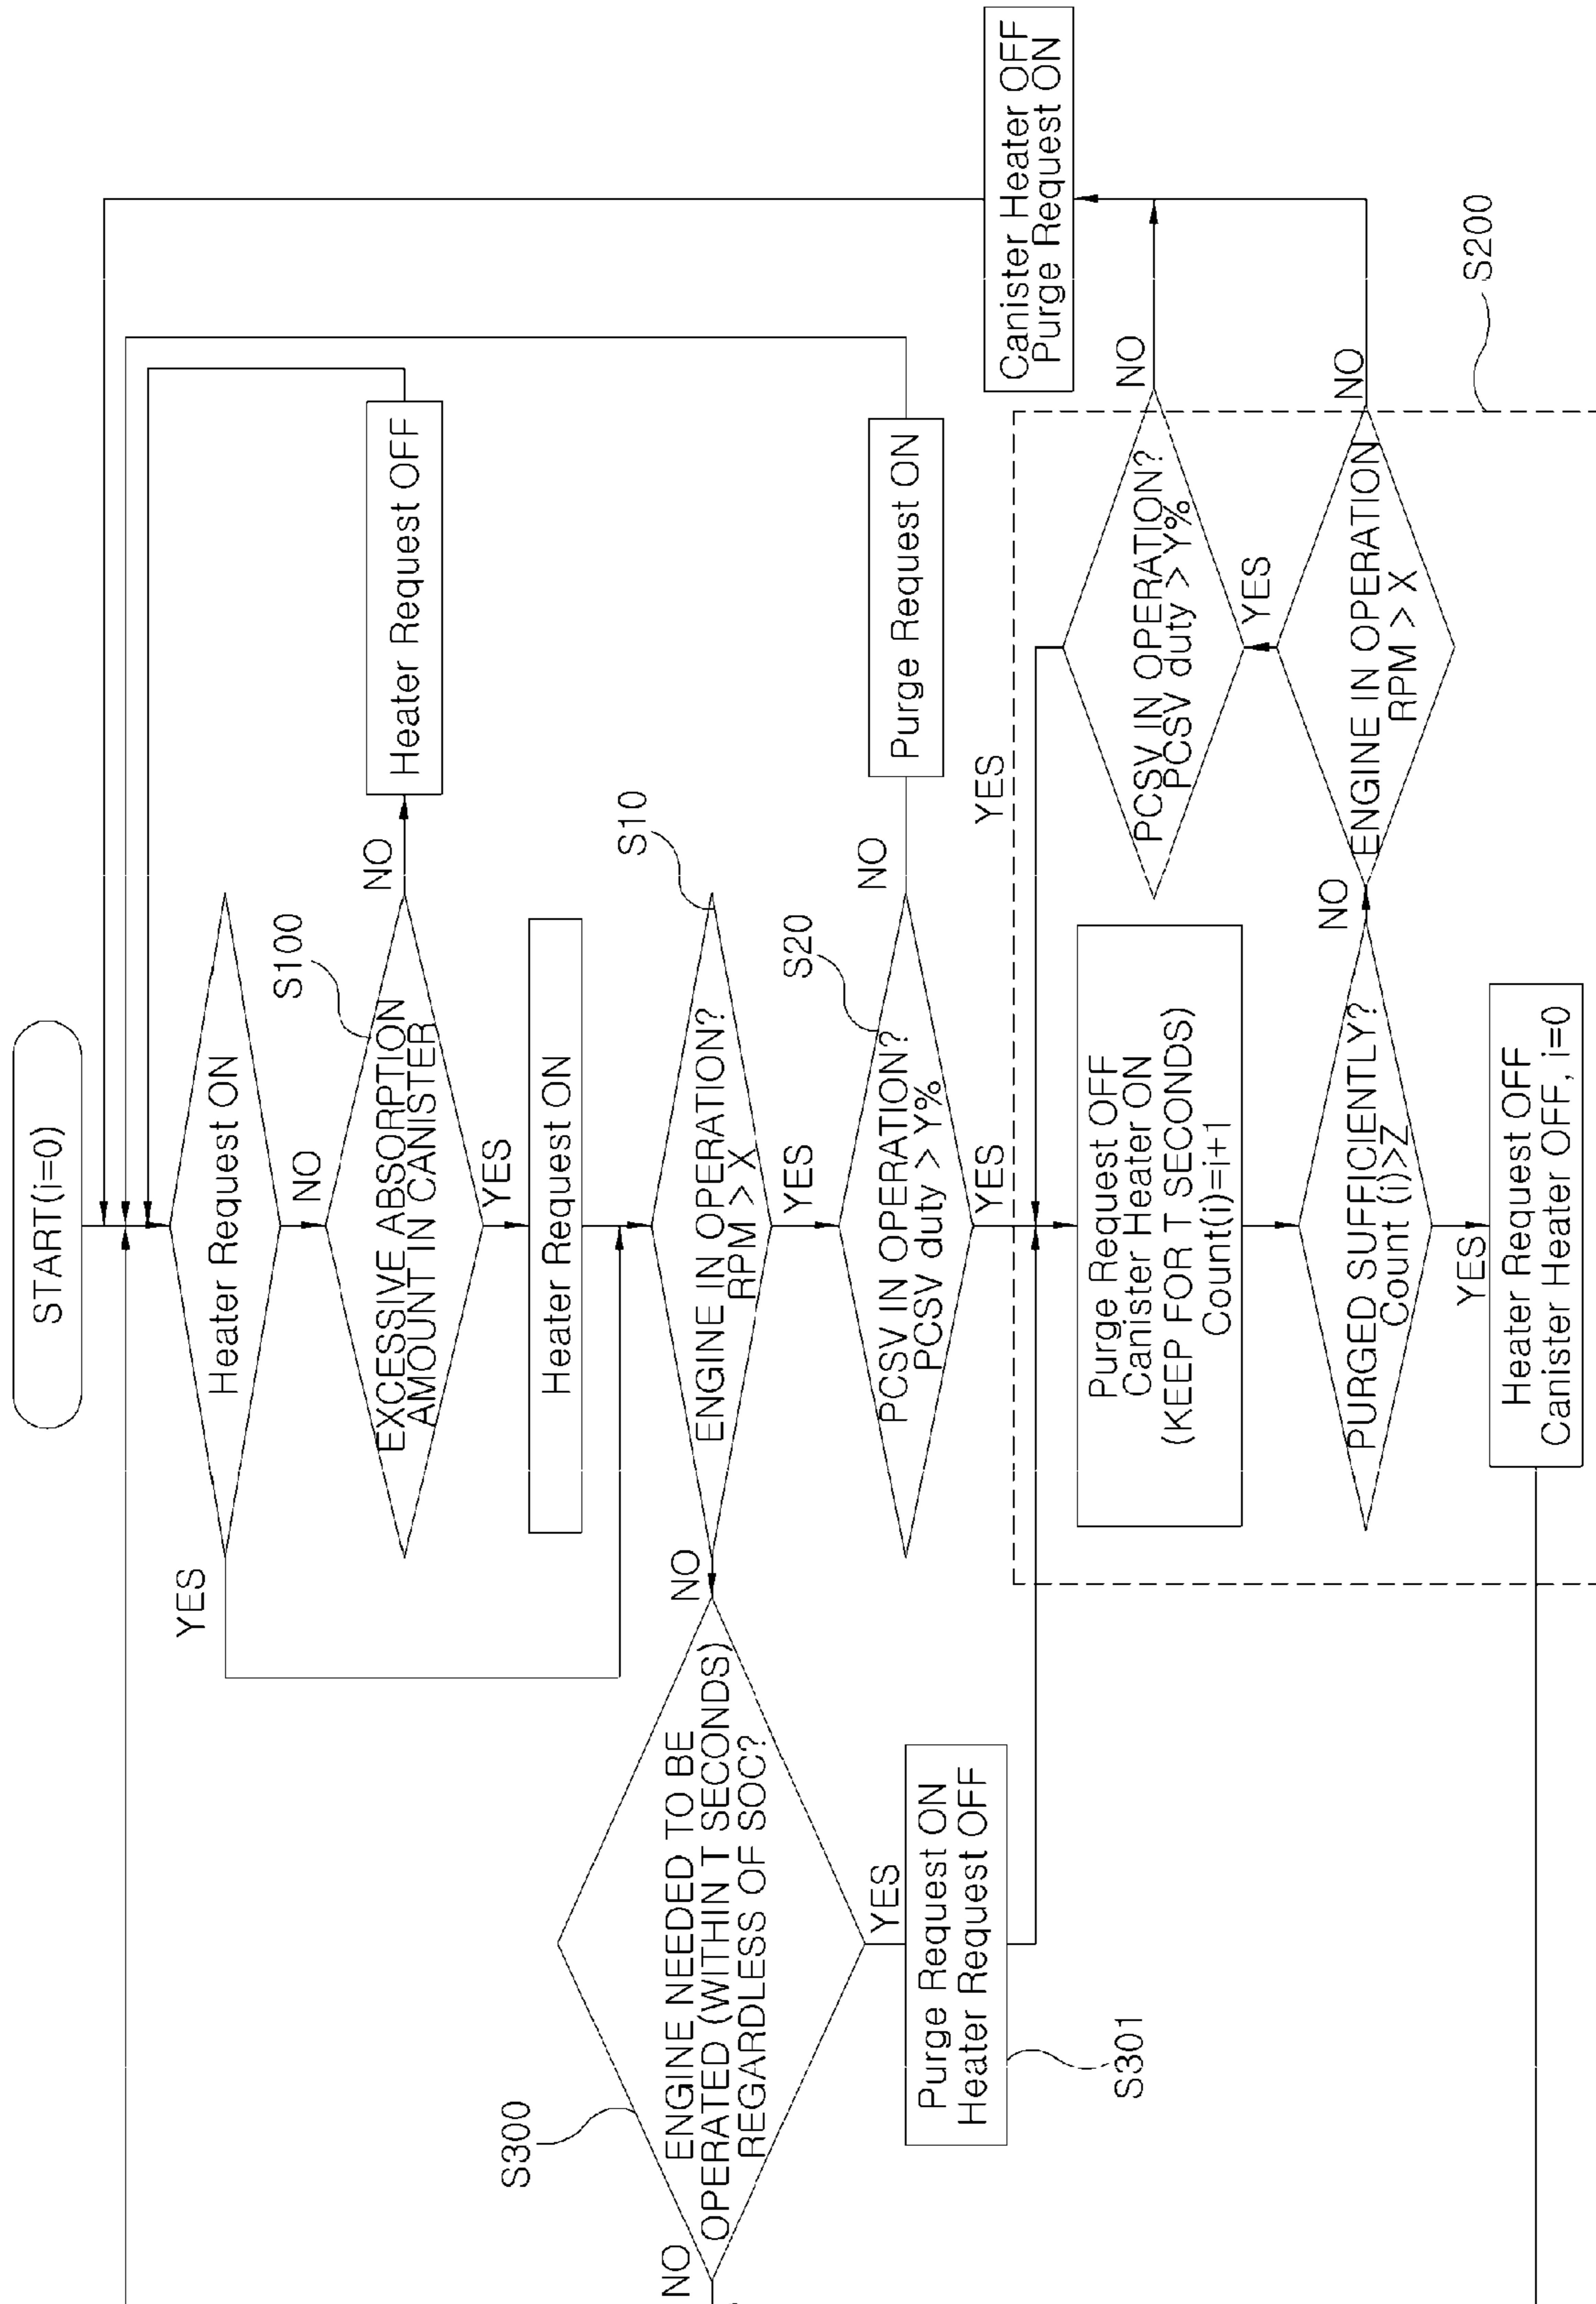 START(i=0)
Heater Request ON
YES
NO
S100
EXCESSIVE ABSORPTION
AMOUNT IN CANISTER
NO
Heater Request OFF
YES
Heater Request ON
S10
ENGINE IN OPERATION?
RPM > X
NO
YES
S300
ENGINE NEEDED TO BE
OPERATED (WITHIN T SECONDS)
REGARDLESS OF SOC?
NO
YES
Purge Request ON
Heater Request OFF
S301
S20
PCSV IN OPERATION?
PCSV duty > Y%
NO
Purge Request ON
YES
YES
Purge Request OFF
Canister Heater ON
(KEEP FOR T SECONDS)
Count(i)=i+1
PCSV IN OPERATION?
PCSV duty > Y%
NO
Canister Heater OFF
Purge Request ON
YES
PURGED SUFFICIENTLY?
Count (i)>Z
NO
ENGINE IN OPERATION
RPM > X
NO
S200
YES
Heater Request OFF
Canister Heater OFF, i=0